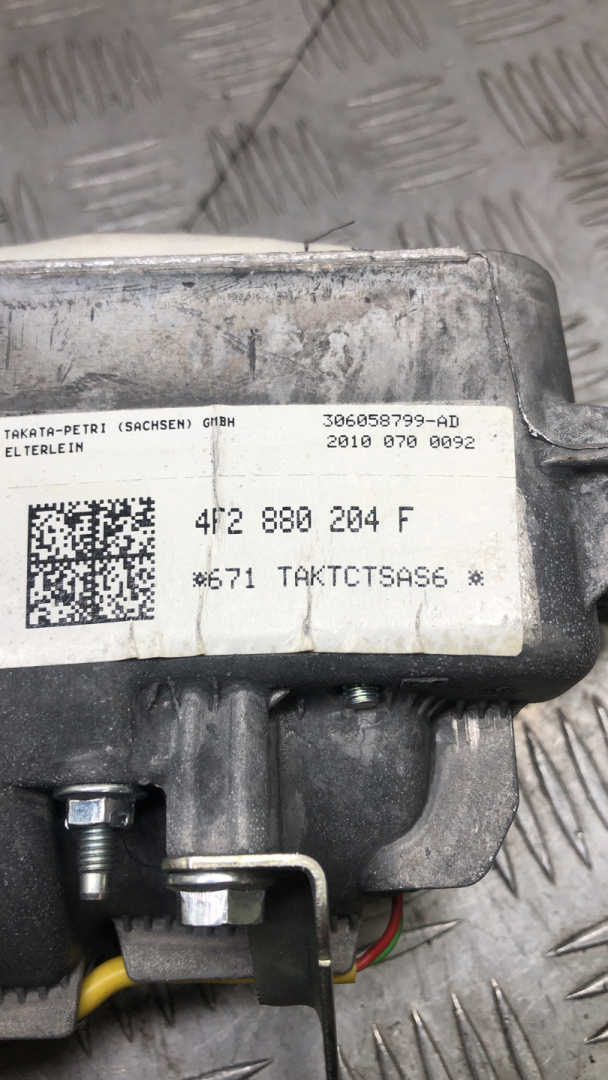 TAKATA-PETRI (SACHSEN) GMBH
ELTERLEIN
306058799-AD
2010 070 0092
4F2 880 204 F
*671 TAKTCTSAS6 *